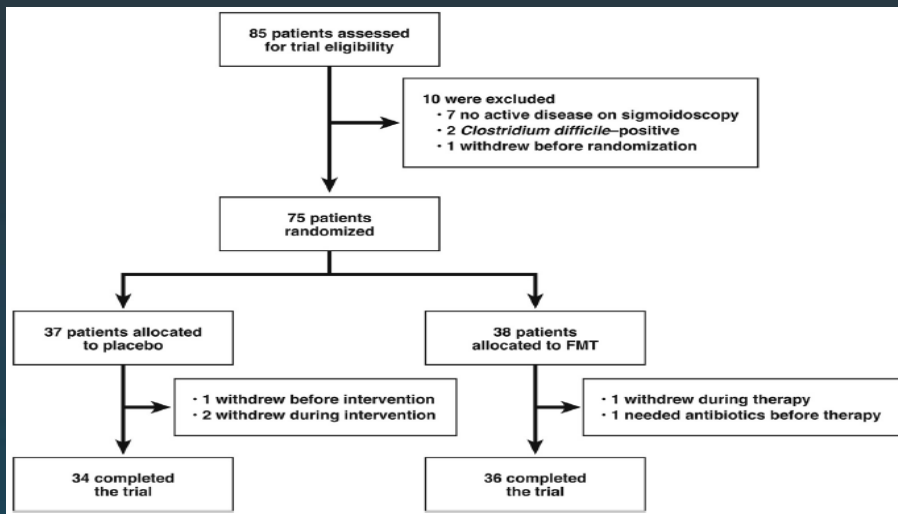 85 patients assessed
for trial eligibility
10 were excluded
• 7 no active disease on sigmoidoscopy
• 2 Clostridium difficile–positive
• 1 withdrew before randomization
75 patients
randomized
37 patients allocated
to placebo
38 patients
allocated to FMT
• 1 withdrew before intervention
• 2 withdrew during intervention
• 1 withdrew during therapy
• 1 needed antibiotics before therapy
34 completed
the trial
36 completed
the trial